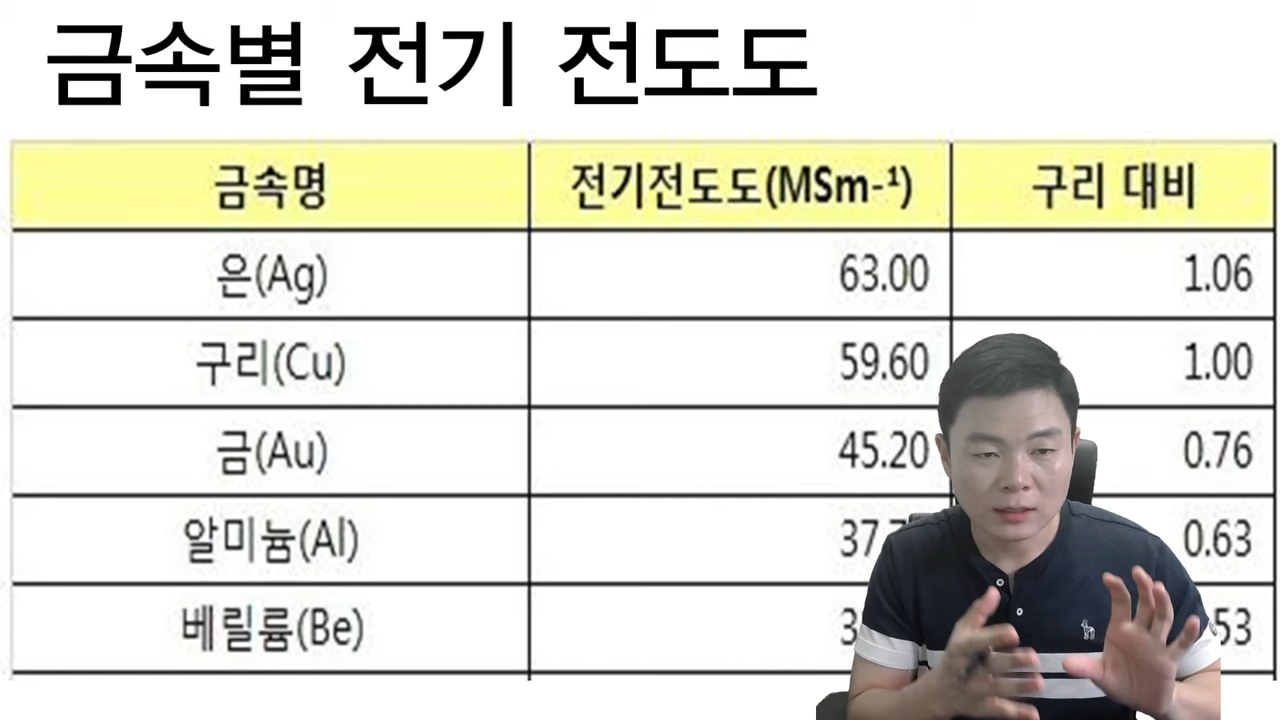 금속별 전기 전도도
금속명 전기전도도(MSm-¹) 구리 대비
은(Ag) 63.00 1.06
구리(Cu) 59.60 1.00
금(Au) 45.20 0.76
알미늄(Al) 0.63
베릴륨(Be)